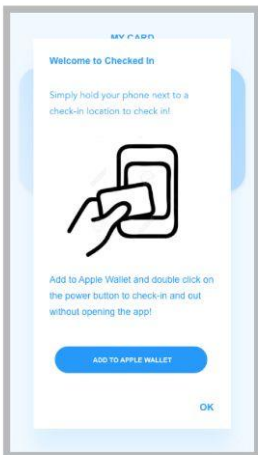 MY CARD
Welcome to Checked In
Simply hold your phone next to a
check-in location to check in!
Add to Apple Wallet and double click on
the power button to check-in and out
without opening the app!
ADD TO APPLE WALLET
OK